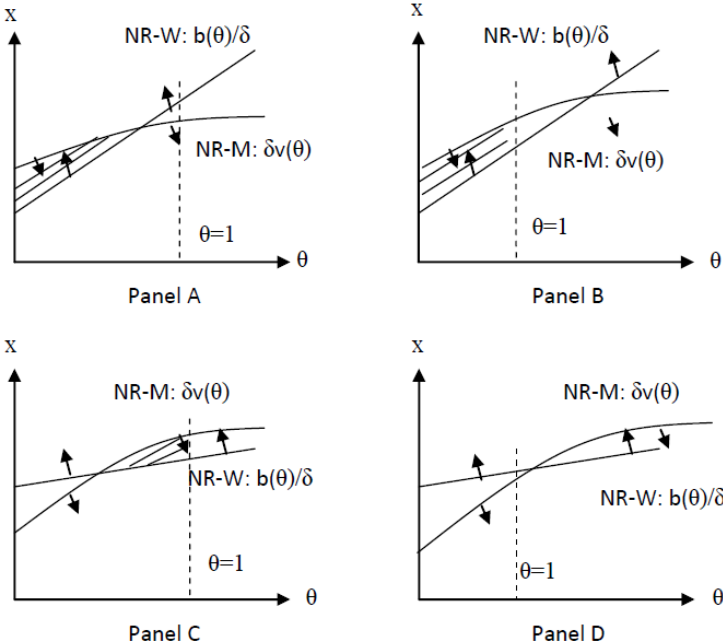 x
NR-W: b(θ)/δ
NR-M: δv(θ)
θ=1
θ
Panel A
x
NR-W: b(θ)/δ
NR-M: δv(θ)
θ=1
θ
Panel B
x
NR-M: δv(θ)
NR-W: b(θ)/δ
θ=1
θ
Panel C
x
NR-M: δv(θ)
NR-W: b(θ)/δ
θ=1
θ
Panel D